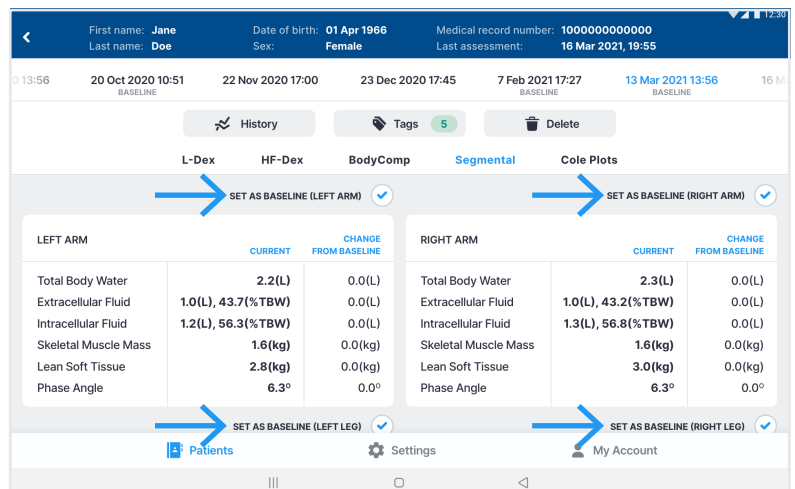 12:30
First name: Jane Date of birth: 01 Apr 1966 Medical record number: 1000000000000
Last name: Doe Sex: Female Last assessment: 16 Mar 2021, 19:55
0 13:56 20 Oct 2020 10:51 22 Nov 2020 17:00 23 Dec 2020 17:45 7 Feb 2021 17:27 13 Mar 2021 13:56 16 M
BASELINE BASELINE BASELINE
History Tags 5 Delete
L-Dex HF-Dex BodyComp Segmental Cole Plots
SET AS BASELINE (LEFT ARM) SET AS BASELINE (RIGHT ARM)
LEFT ARM CURRENT CHANGE FROM BASELINE
Total Body Water 2.2(L) 0.0(L)
Extracellular Fluid 1.0(L), 43.7(%TBW) 0.0(L)
Intracellular Fluid 1.2(L), 56.3(%TBW) 0.0(L)
Skeletal Muscle Mass 1.6(kg) 0.0(kg)
Lean Soft Tissue 2.8(kg) 0.0(kg)
Phase Angle 6.3º 0.0º
RIGHT ARM CURRENT CHANGE FROM BASELINE
Total Body Water 2.3(L) 0.0(L)
Extracellular Fluid 1.0(L), 43.2(%TBW) 0.0(L)
Intracellular Fluid 1.3(L), 56.8(%TBW) 0.0(L)
Skeletal Muscle Mass 1.6(kg) 0.0(kg)
Lean Soft Tissue 3.0(kg) 0.0(kg)
Phase Angle 6.3º 0.0º
SET AS BASELINE (LEFT LEG) SET AS BASELINE (RIGHT LEG)
Patients Settings My Account